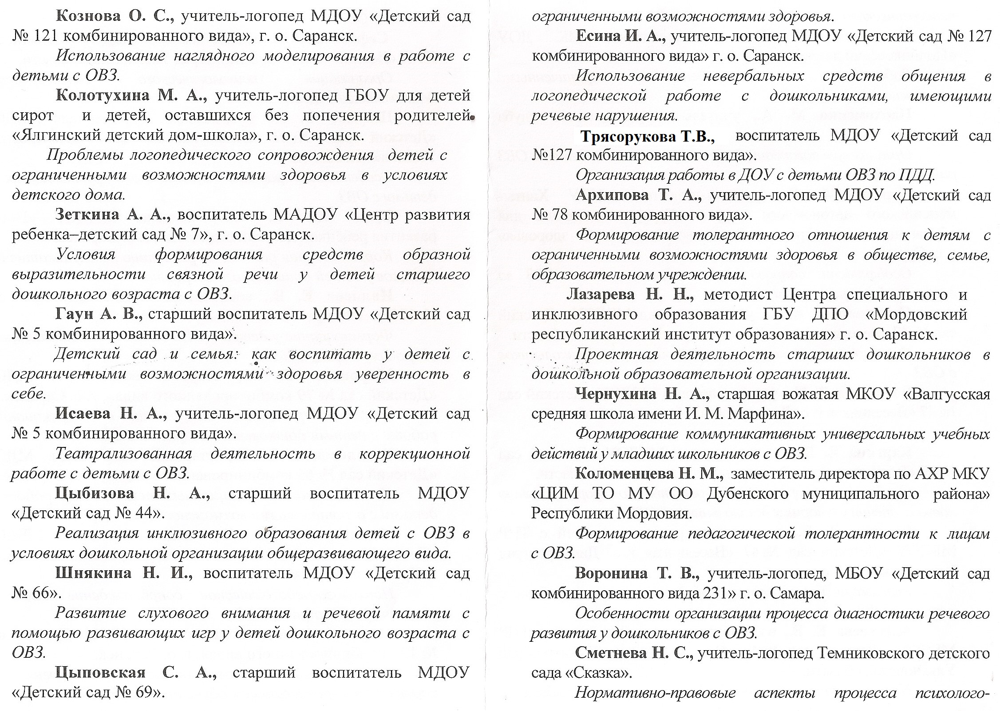 Кознова О. С., учитель-логопед МДОУ «Детский сад
№ 121 комбинированного вида», г. о. Саранск.
Использование наглядного моделирования в работе с
детьми с ОВЗ.
Колотухина М. А., учитель-логопед ГБОУ для детей
сирот и детей, оставшихся без попечения родителей
«Ялгинский детский дом-школа», г. о. Саранск.
Проблемы логопедического сопровождения детей с
ограниченными возможностями здоровья в условиях
детского дома.
Зеткина А. А., воспитатель МАДОУ «Центр развития
ребенка–детский сад № 7», г. о. Саранск.
Условия формирования средств образной
выразительности связной речи у детей старшего
дошкольного возраста с ОВЗ.
Гаун А. В., старший воспитатель МДОУ «Детский сад
№ 5 комбинированного вида».
Детский сад и семья: как воспитать у детей с
ограниченными возможностями здоровья уверенность в
себе.
Исаева Н. А., учитель-логопед МДОУ «Детский сад
№ 5 комбинированного вида».
Театрализованная деятельность в коррекционной
работе с детьми с ОВЗ.
Цыбизова Н. А., старший воспитатель МДОУ
«Детский сад № 44».
Реализация инклюзивного образования детей с ОВЗ в
условиях дошкольной организации общеразвивающего вида.
Шнякина Н. И., воспитатель МДОУ «Детский сад
№ 66».
Развитие слухового внимания и речевой памяти с
помощью развивающих игр у детей дошкольного возраста с
ОВЗ.
Цыповская С. А., старший воспитатель МДОУ
«Детский сад № 69».
ограниченными возможностями здоровья.
Есина И. А., учитель-логопед МДОУ «Детский сад № 127
комбинированного вида» г. о. Саранск.
Использование невербальных средств общения в
логопедической работе с дошкольниками, имеющими
речевые нарушения.
Трясорукова Т.В., воспитатель МДОУ «Детский сад
№127 комбинированного вида».
Организация работы в ДОУ с детьми ОВЗ по ПДД.
Архипова Т. А., учитель-логопед МДОУ «Детский сад
№ 78 комбинированного вида».
Формирование толерантного отношения к детям с
ограниченными возможностями здоровья в обществе, семье,
образовательном учреждении.
Лазарева Н. Н., методист Центра специального и
инклюзивного образования ГБУ ДПО «Мордовский
республиканский институт образования» г. о. Саранск.
Проектная деятельность старших дошкольников в
дошкольной образовательной организации.
Чернухина Н. А., старшая вожатая МКОУ «Валгусская
средняя школа имени И. М. Марфина».
Формирование коммуникативных универсальных учебных
действий у младших школьников с ОВЗ.
Коломенцева Н. М., заместитель директора по АХР МКУ
«ЦИМ ТО МУ ОО Дубенского муниципального района»
Республики Мордовия.
Формирование педагогической толерантности к лицам
с ОВЗ.
Воронина Т. В., учитель-логопед, МБОУ «Детский сад
комбинированного вида 231» г. о. Самара.
Особенности организации процесса диагностики речевого
развития у дошкольников с ОВЗ.
Сметнева Н. С., учитель-логопед Темниковского детского
сада «Сказка».
Нормативно-правовые аспекты процесса психолого-